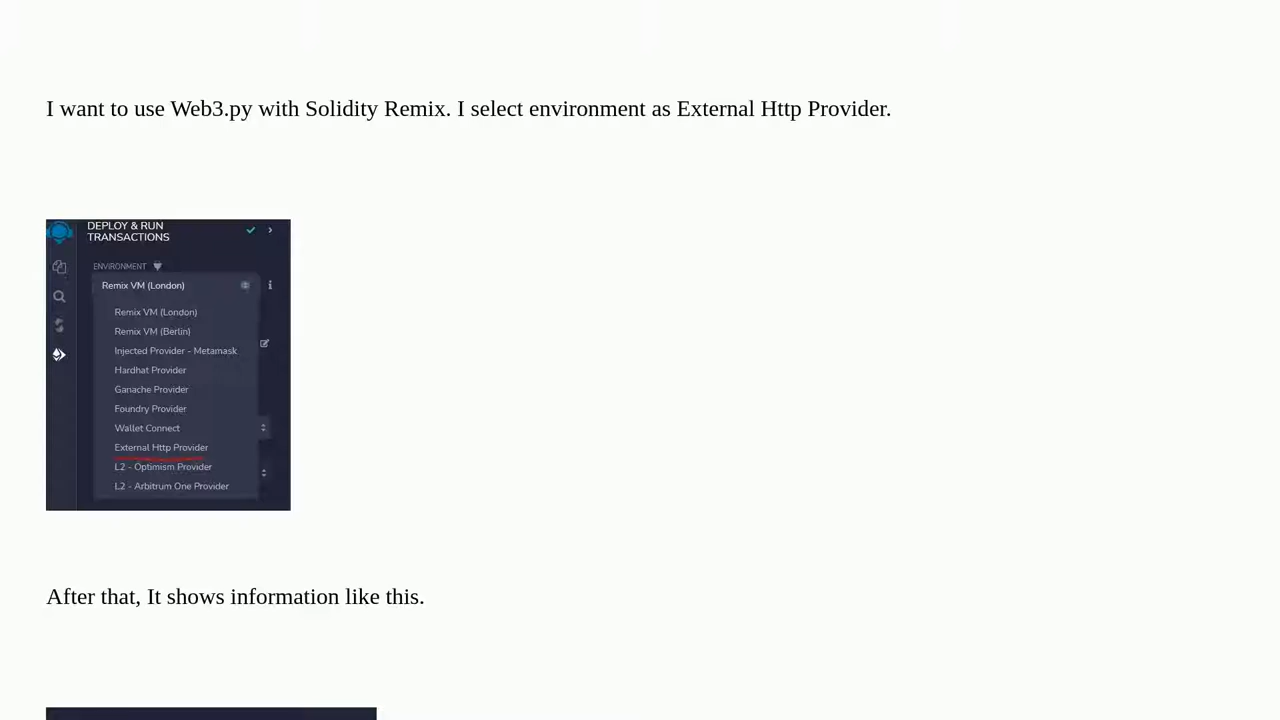 I want to use Web3.py with Solidity Remix. I select environment as External Http Provider.
DEPLOY & RUN
TRANSACTIONS
ENVIRONMENT
Remix VM (London)
Remix VM (London)
Remix VM (Berlin)
Injected Provider - Metamask
Hardhat Provider
Ganache Provider
Foundry Provider
Wallet Connect
External Http Provider
L2 - Optimism Provider
L2 - Arbitrum One Provider
After that, It shows information like this.